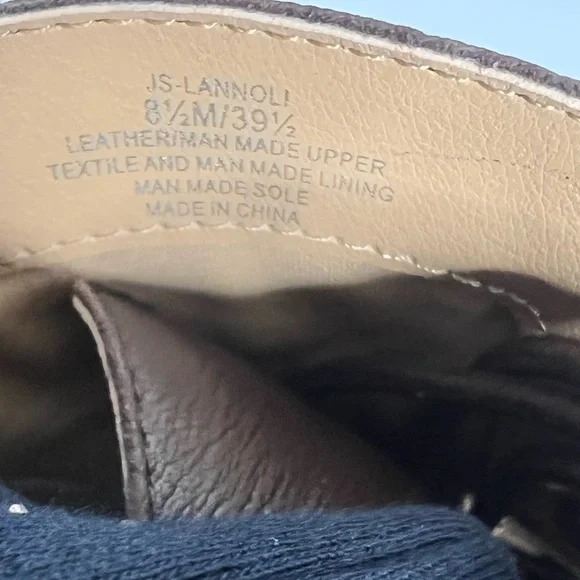 JS-LANNOLI
8½M/39½
LEATHER/MAN MADE UPPER
TEXTILE AND MAN MADE LINING
MAN MADE SOLE
MADE IN CHINA